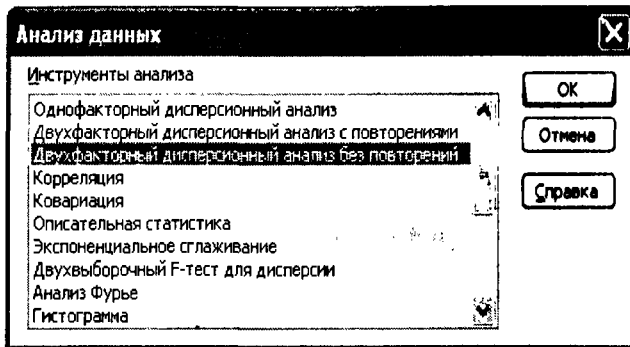 Анализ данных
Инструменты анализа
Однофакторный дисперсионный анализ
Двухфакторный дисперсионный анализ с повторениями
Двухфакторный дисперсионный анализ без повторений
Корреляция
Ковариация
Описательная статистика
Экспоненциальное сглаживание
Двухвыборочный F-тест для дисперсии
Анализ Фурье
Гистограмма
ОК
Отмена
Справка